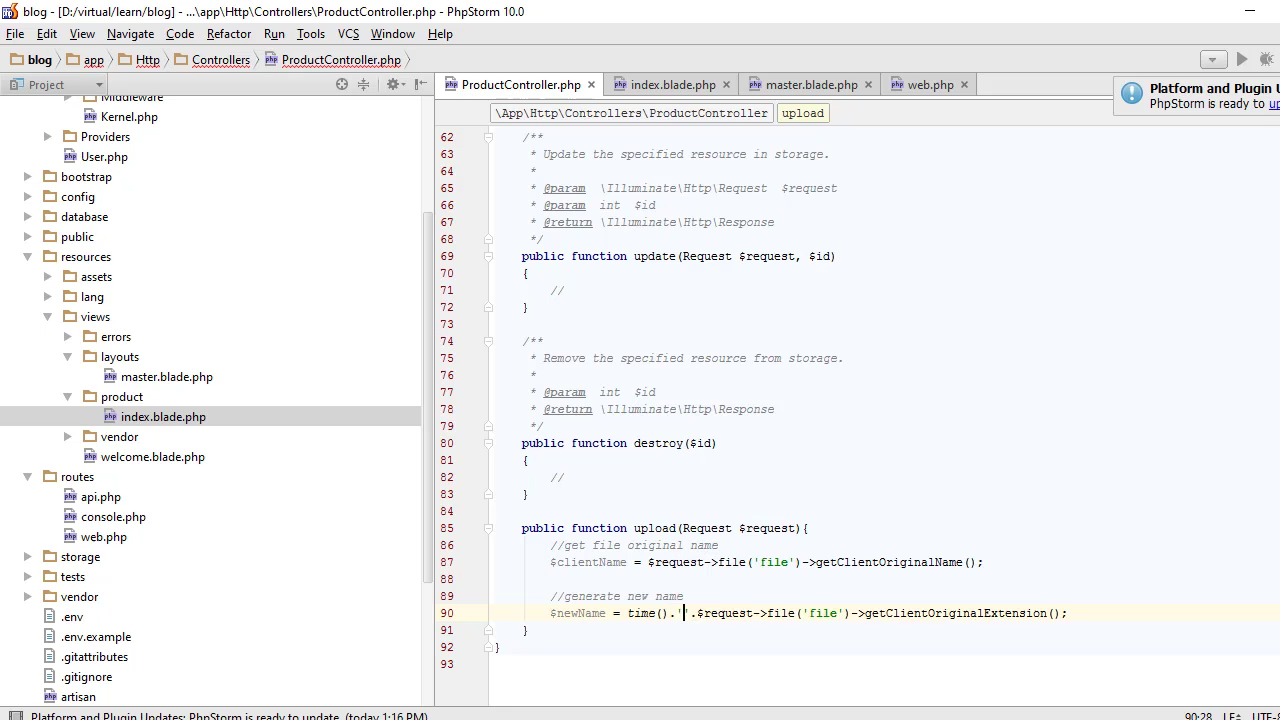 blog - [D:/virtual/learn/blog] - ...\app\Http\Controllers\ProductController.php - PhpStorm 10.0
File Edit View Navigate Code Refactor Run Tools VCS Window Help
blog app Http Controllers ProductController.php
Project
ProductController.php index.blade.php master.blade.php web.php
Platform and Plugin U
PhpStorm is ready to up
\App\Http\Controllers\ProductController upload
Middleware
Kernel.php
Providers
User.php
bootstrap
config
database
public
resources
assets
lang
views
errors
layouts
master.blade.php
product
index.blade.php
vendor
welcome.blade.php
routes
api.php
console.php
web.php
storage
tests
vendor
.env
.env.example
.gitattributes
.gitignore
artisan
62 /**
63 * Update the specified resource in storage.
64 *
65 * @param \Illuminate\Http\Request $request
66 * @param int $id
67 * @return \Illuminate\Http\Response
68 */
69 public function update(Request $request, $id)
70 {
71 //
72 }
73
74 /**
75 * Remove the specified resource from storage.
76 *
77 * @param int $id
78 * @return \Illuminate\Http\Response
79 */
80 public function destroy($id)
81 {
82 //
83 }
84
85 public function upload(Request $request){
86 //get file original name
87 $clientName = $request->file('file')->getClientOriginalName();
88
89 //generate new name
90 $newName = time().''.$request->file('file')->getClientOriginalExtension();
91 }
92 }
93
Platform and Plugin Updates: PhpStorm is ready to update. (today 1:16 PM) 90:28 LF÷ UTF-8